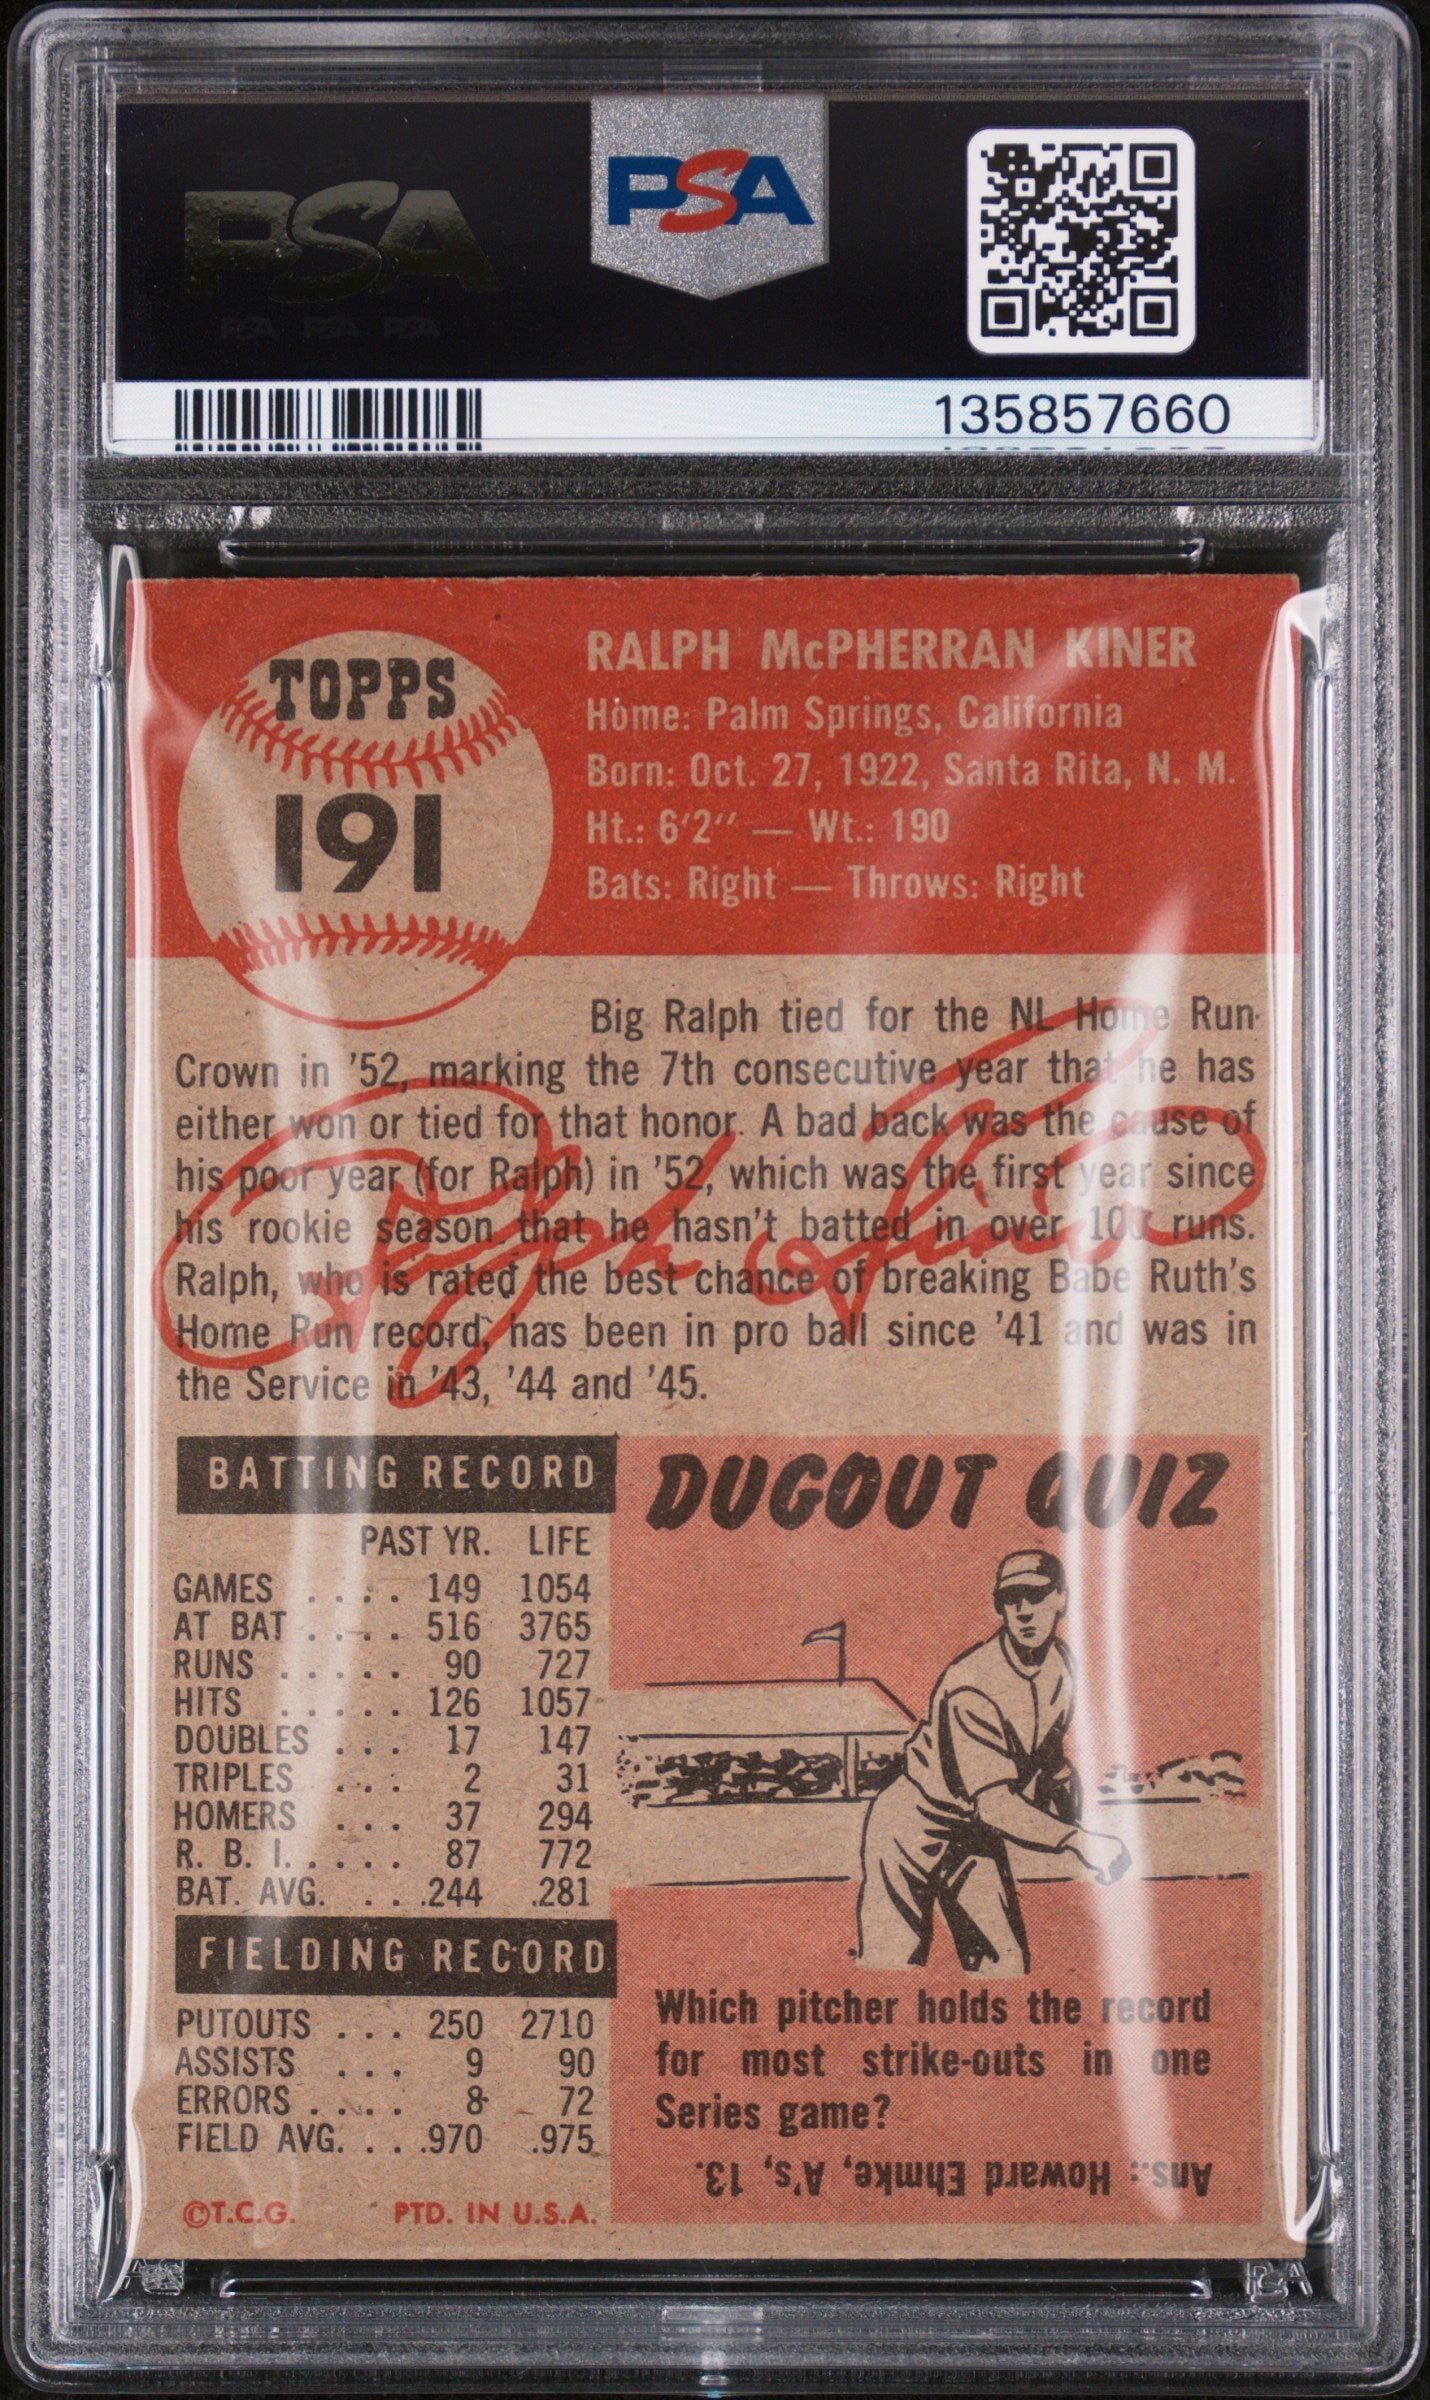 PSA
PSA PSA PSA
PSA
PSA PSA PSA
135857660
TOPPS
191
RALPH McPHERRAN KINER
Home: Palm Springs, California
Born: Oct. 27, 1922, Santa Rita, N. M.
Ht.: 6'2" — Wt.: 190
Bats: Right — Throws: Right
Big Ralph tied for the NL Home Run
Crown in '52, marking the 7th consecutive year that he has
either won or tied for that honor. A bad back was the cause of
his poor year (for Ralph) in '52, which was the first year since
his rookie season that he hasn't batted in over 100 runs.
Ralph, who is rated the best chance of breaking Babe Ruth's
Home Run record, has been in pro ball since '41 and was in
the Service in '43, '44 and '45.
Ralph Kiner
BATTING RECORD
PAST YR. LIFE
GAMES . . . . 149 1054
AT BAT . . . . 516 3765
RUNS . . . . . 90 727
HITS . . . . . 126 1057
DOUBLES . . . 17 147
TRIPLES . . . 2 31
HOMERS . . . 37 294
R. B. I. . . . . . 87 772
BAT. AVG. . . . .244 .281
FIELDING RECORD
PUTOUTS . . . 250 2710
ASSISTS . . . 9 90
ERRORS . . . . 8 72
FIELD AVG. . . . .970 .975
©T.C.G. PTD. IN U.S.A.
DUGOUT QUIZ
Which pitcher holds the record
for most strike-outs in one
Series game?
Ans.: Howard Ehmke, A's, 13.
PSA